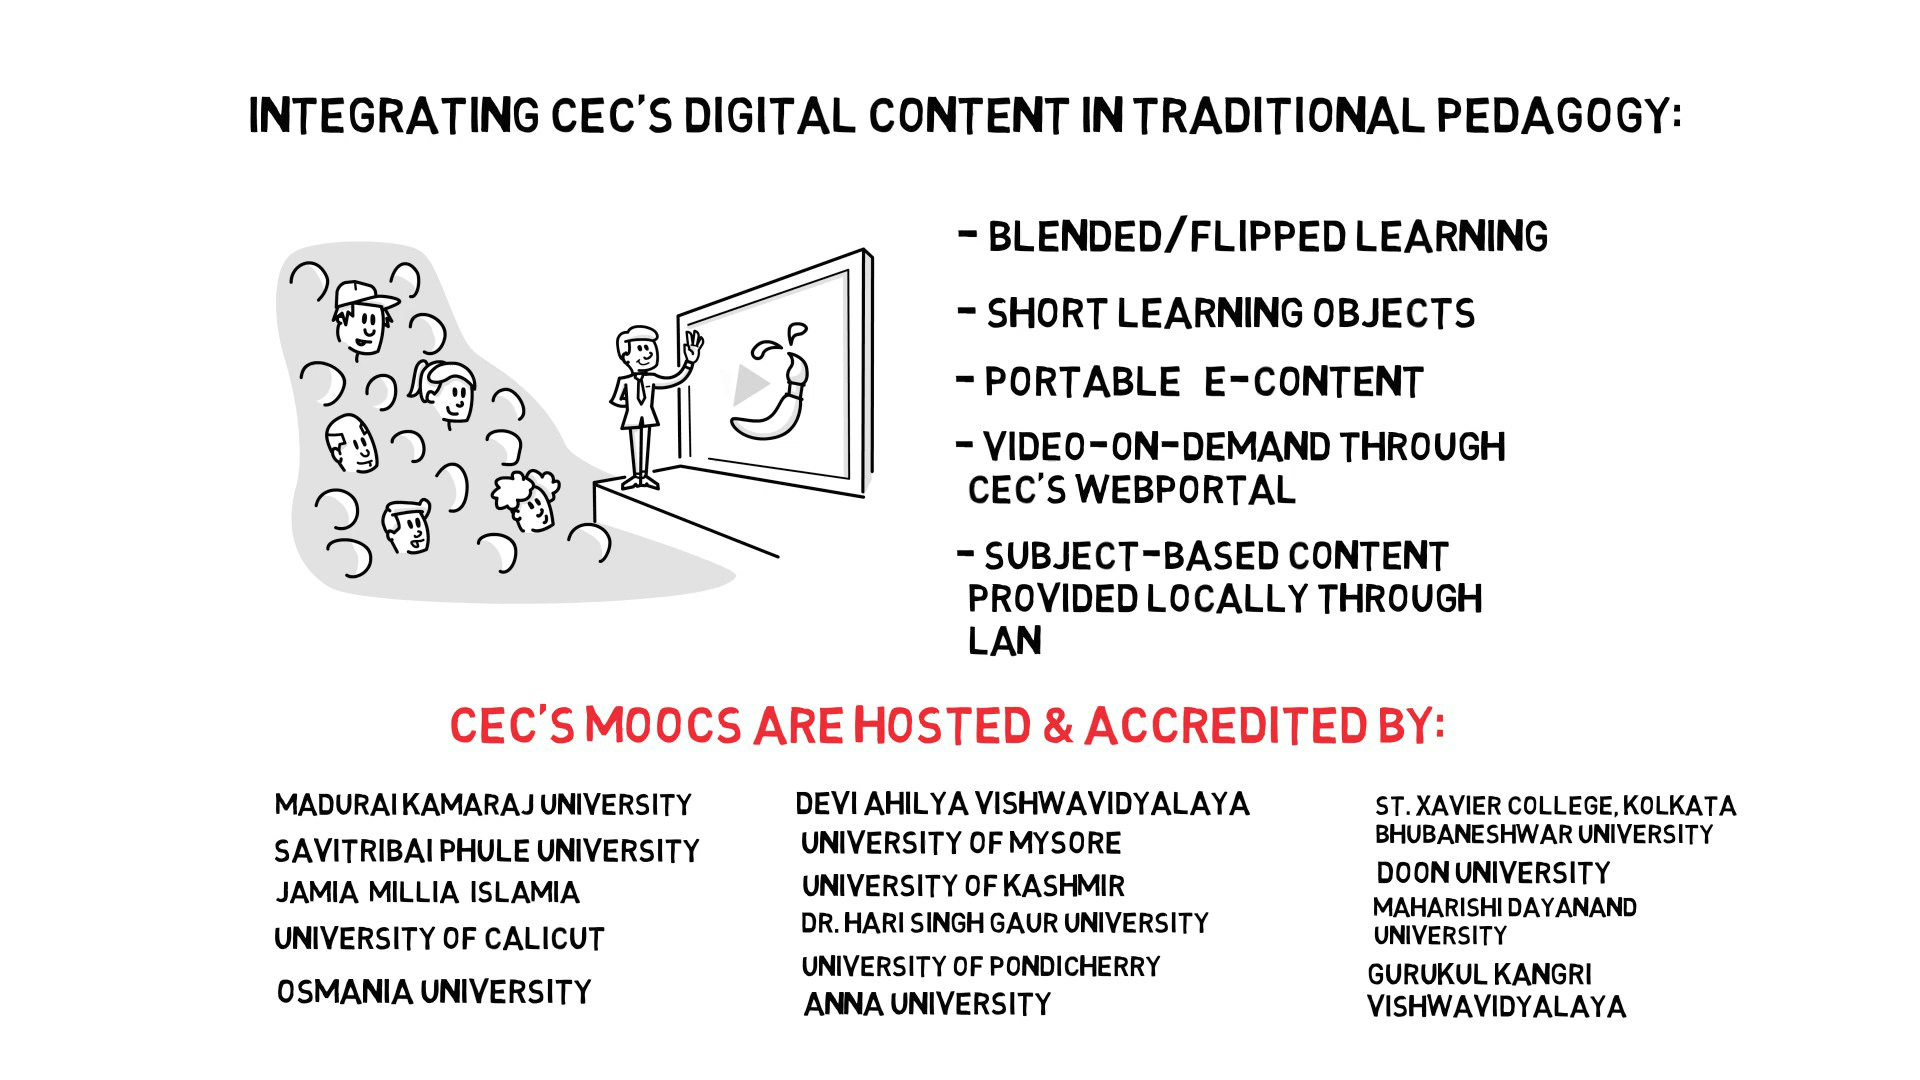 INTEGRATING CEC'S DIGITAL CONTENT IN TRADITIONAL PEDAGOGY:
- BLENDED/FLIPPED LEARNING
- SHORT LEARNING OBJECTS
- PORTABLE E-CONTENT
- VIDEO-ON-DEMAND THROUGH
CEC'S WEBPORTAL
- SUBJECT-BASED CONTENT
PROVIDED LOCALLY THROUGH
LAN
CEC'S MOOCS ARE HOSTED & ACCREDITED BY:
MADURAI KAMARAJ UNIVERSITY
SAVITRIBAI PHULE UNIVERSITY
JAMIA MILLIA ISLAMIA
UNIVERSITY OF CALICUT
OSMANIA UNIVERSITY
DEVI AHILYA VISHWAVIDYALAYA
UNIVERSITY OF MYSORE
UNIVERSITY OF KASHMIR
DR. HARI SINGH GAUR UNIVERSITY
UNIVERSITY OF PONDICHERRY
ANNA UNIVERSITY
ST. XAVIER COLLEGE, KOLKATA
BHUBANESHWAR UNIVERSITY
DOON UNIVERSITY
MAHARISHI DAYANAND
UNIVERSITY
GURUKUL KANGRI
VISHWAVIDYALAYA